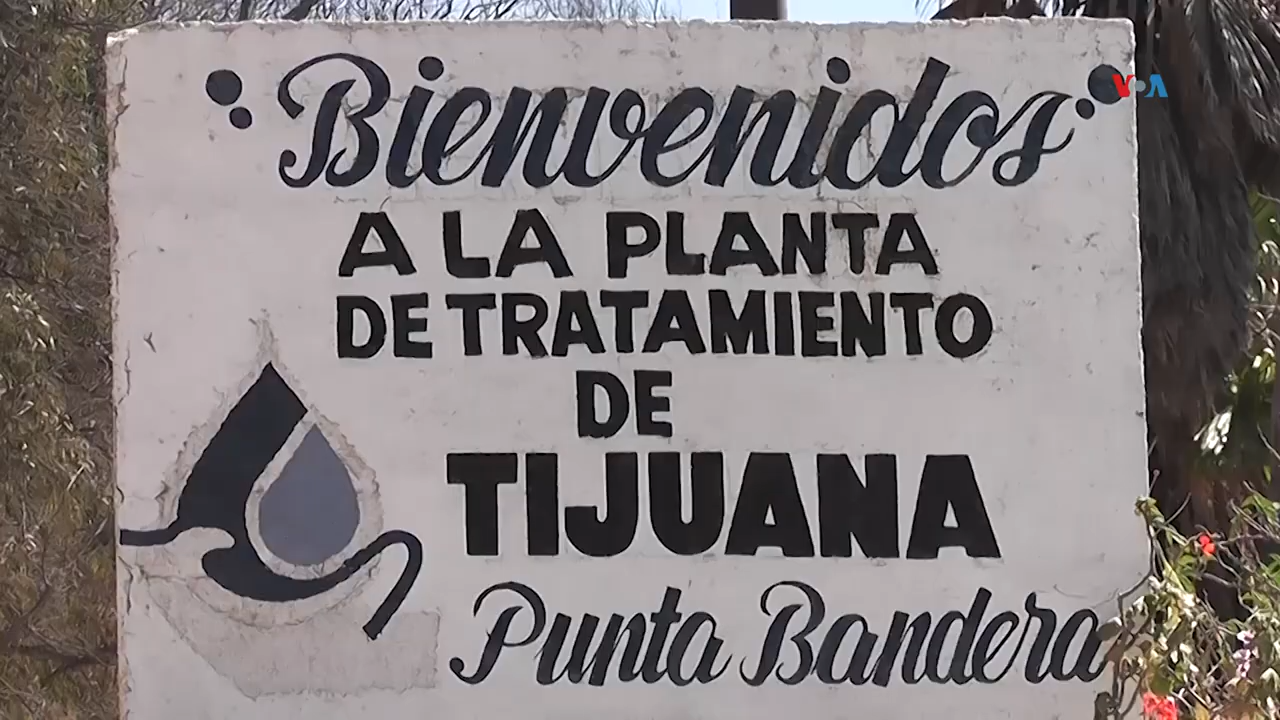 Bienvenidos
VOA
A LA PLANTA
DE TRATAMIENTO
DE
TIJUANA
Punta Bandera